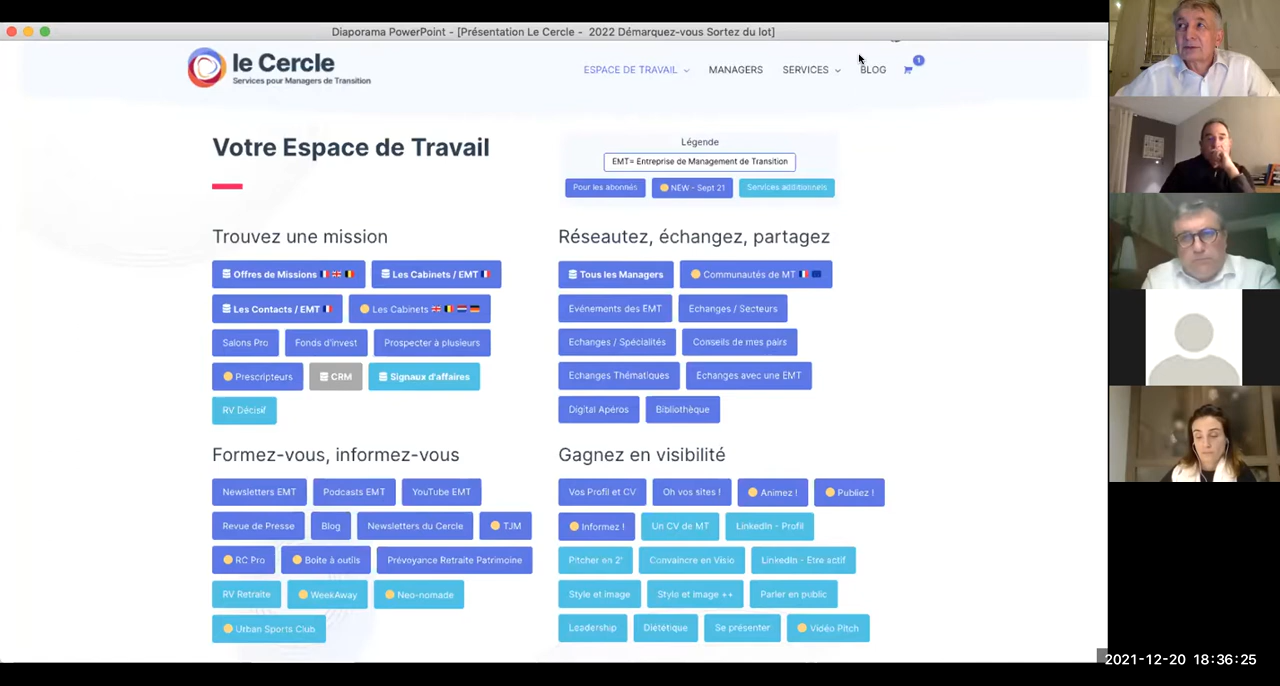 Diaporama PowerPoint - [Présentation Le Cercle - 2022 Démarquez-vous Sortez du lot]
le Cercle
Services pour Managers de Transition
ESPACE DE TRAVAIL MANAGERS SERVICES BLOG 1
Votre Espace de Travail
Légende
EMT= Entreprise de Management de Transition
Pour les abonnés NEW - Sept 21 Services additionnels
Trouvez une mission
Offres de Missions Les Cabinets / EMT
Les Contacts / EMT Les Cabinets
Salons Pro Fonds d'invest Prospecter à plusieurs
Prescripteurs CRM Signaux d'affaires
RV Décisif
Réseautez, échangez, partagez
Tous les Managers Communautés de MT
Evénements des EMT Echanges / Secteurs
Echanges / Spécialités Conseils de mes pairs
Echanges Thématiques Echanges avec une EMT
Digital Apéros Bibliothèque
Formez-vous, informez-vous
Newsletters EMT Podcasts EMT YouTube EMT
Revue de Presse Blog Newsletters du Cercle TJM
RC Pro Boite à outils Prévoyance Retraite Patrimoine
RV Retraite WeekAway Neo-nomade
Urban Sports Club
Gagnez en visibilité
Vos Profil et CV Oh vos sites ! Animez ! Publiez !
Informez ! Un CV de MT LinkedIn - Profil
Pitcher en 2' Convaincre en Visio LinkedIn - Etre actif
Style et image Style et image ++ Parler en public
Leadership Diététique Se présenter Vidéo Pitch
2021-12-20 18:36:25